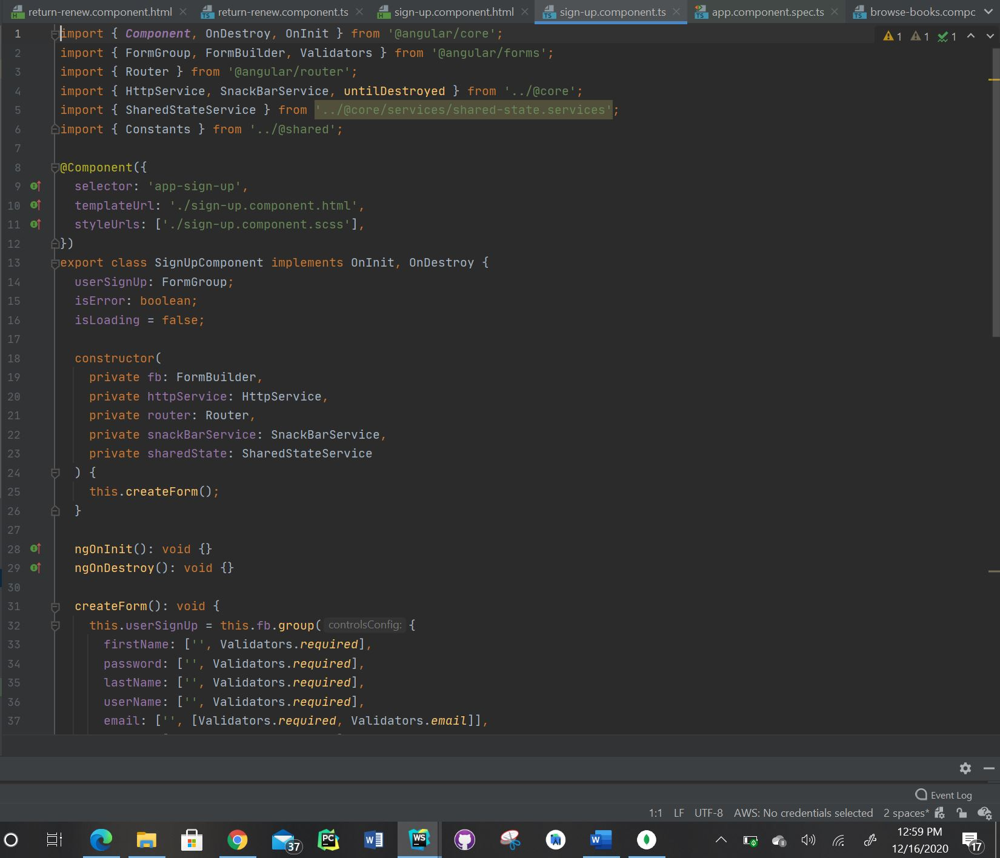 return-renew.component.html
return-renew.component.ts
sign-up.component.html
sign-up.component.ts
app.component.spec.ts
browse-books.compo
1 import { Component, OnDestroy, OnInit } from '@angular/core';
1 1 1
2 import { FormGroup, FormBuilder, Validators } from '@angular/forms';
3 import { Router } from '@angular/router';
4 import { HttpService, SnackBarService, untilDestroyed } from '../@core';
5 import { SharedStateService } from '../@core/services/shared-state.services';
6 import { Constants } from '../@shared';
7
8 @Component({
9 selector: 'app-sign-up',
10 templateUrl: './sign-up.component.html',
11 styleUrls: ['./sign-up.component.scss'],
12 })
13 export class SignUpComponent implements OnInit, OnDestroy {
14 userSignUp: FormGroup;
15 isError: boolean;
16 isLoading = false;
17
18 constructor(
19 private fb: FormBuilder,
20 private httpService: HttpService,
21 private router: Router,
22 private snackBarService: SnackBarService,
23 private sharedState: SharedStateService
24 ) {
25 this.createForm();
26 }
27
28 ngOnInit(): void {}
29 ngOnDestroy(): void {}
30
31 createForm(): void {
32 this.userSignUp = this.fb.group( controlsConfig: {
33 firstName: ['', Validators.required],
34 password: ['', Validators.required],
35 lastName: ['', Validators.required],
36 userName: ['', Validators.required],
37 email: ['', [Validators.required, Validators.email]],
Event Log
1:1 LF UTF-8 AWS: No credentials selected 2 spaces*
37 PC W WS W
12:59 PM
12/16/2020
17